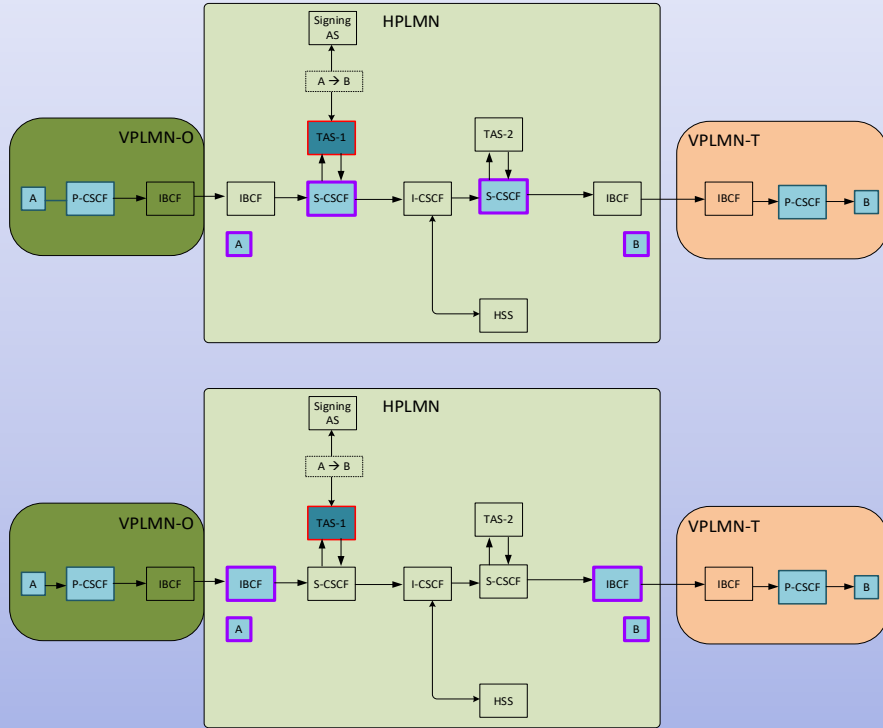 HPLMN
Signing
AS
A → B
VPLMN-O
TAS-1
TAS-2
VPLMN-T
A
P-CSCF
IBCF
IBCF
S-CSCF
I-CSCF
S-CSCF
IBCF
IBCF
P-CSCF
B
A
B
HSS
HPLMN
Signing
AS
A → B
VPLMN-O
TAS-1
TAS-2
VPLMN-T
A
P-CSCF
IBCF
IBCF
S-CSCF
I-CSCF
S-CSCF
IBCF
IBCF
P-CSCF
B
A
B
HSS